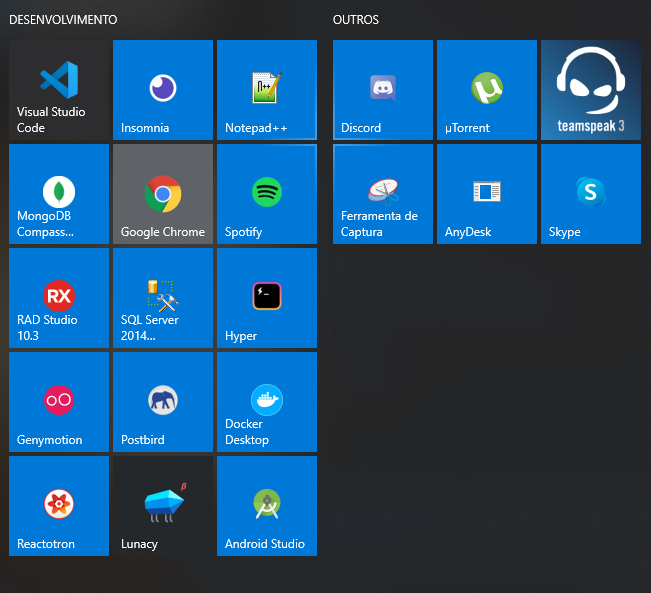 DESENVOLVIMENTO
OUTROS
Visual Studio
Code
Insomnia
Notepad++
Discord
µTorrent
teamspeak 3
MongoDB
Compass...
Google Chrome
Spotify
Ferramenta de
Captura
AnyDesk
S
Skype
RX
RAD Studio
10.3
SQL Server
2014...
Hyper
Genymotion
Postbird
Docker
Desktop
Reactotron
β
Lunacy
Android Studio